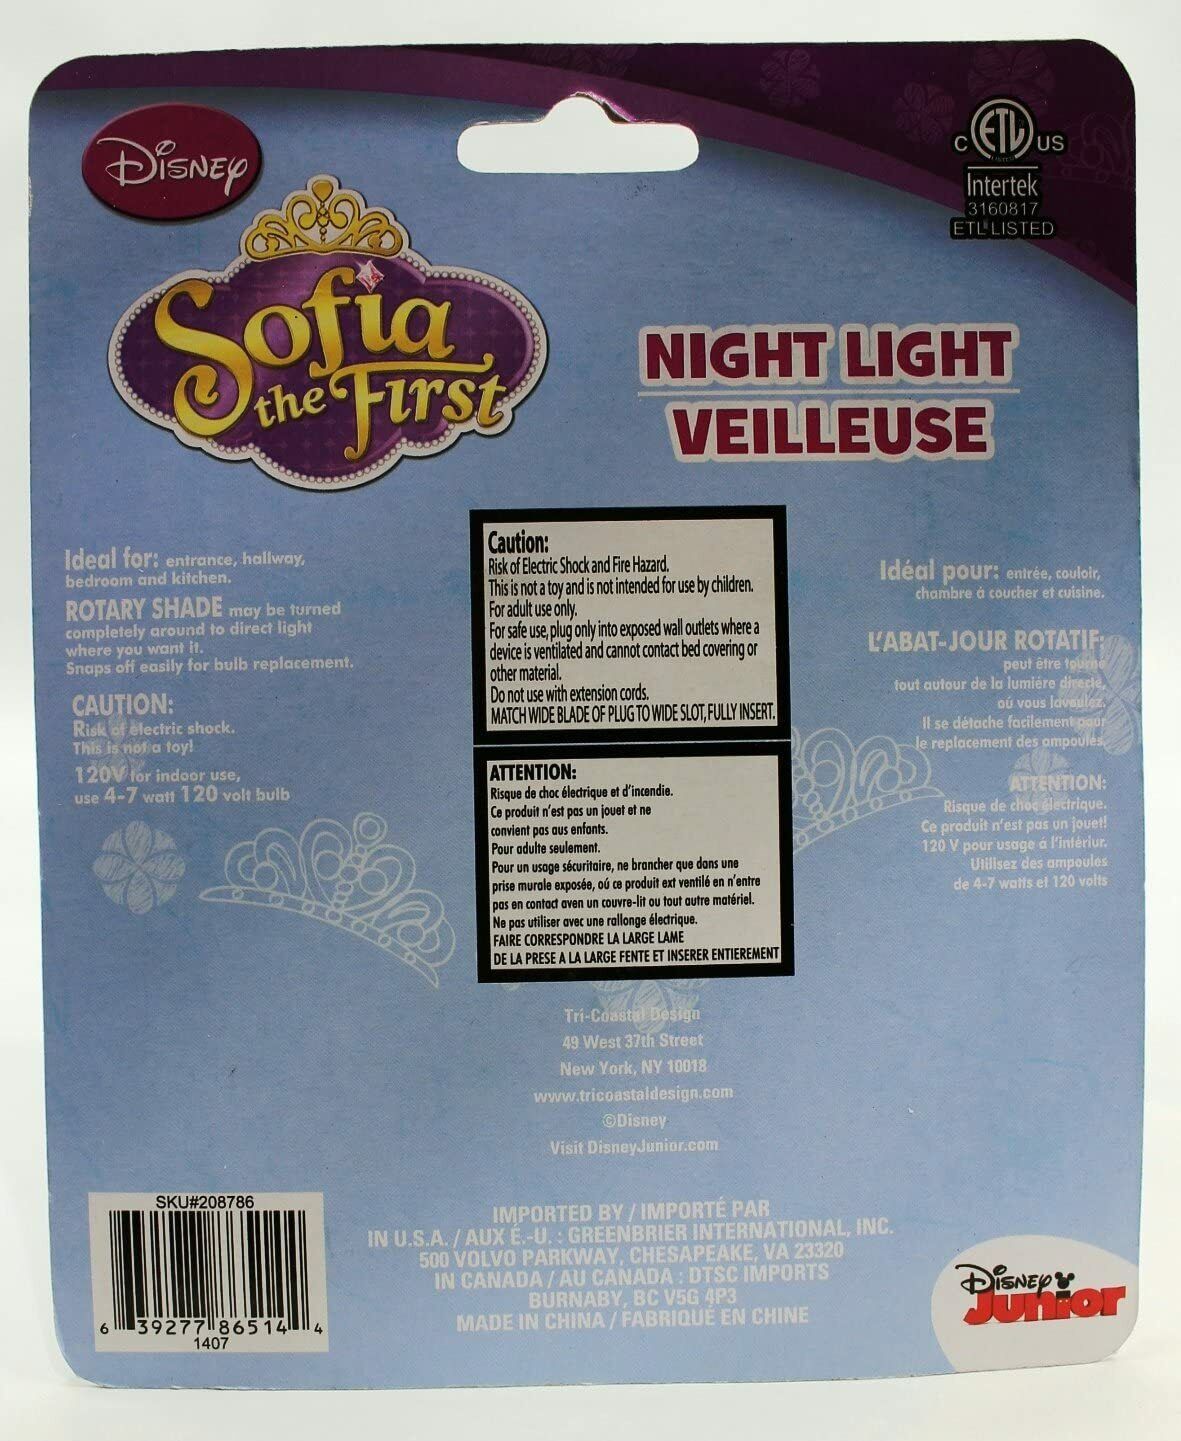 Disney
Sofia
the First
C ETL US
LISTED
Intertek
3160817
ETL LISTED
NIGHT LIGHT
VEILLEUSE
Ideal for: entrance, hallway,
bedroom and kitchen.
ROTARY SHADE may be turned
completely around to direct light
where you want it.
Snaps off easily for bulb replacement.
CAUTION:
Risk of electric shock.
This is not a toy!
120V for indoor use,
use 4-7 watt 120 volt bulb
Caution:
Risk of Electric Shock and Fire Hazard.
This is not a toy and is not intended for use by children.
For adult use only.
For safe use, plug only into exposed wall outlets where a
device is ventilated and cannot contact bed covering or
other material.
Do not use with extension cords.
MATCH WIDE BLADE OF PLUG TO WIDE SLOT, FULLY INSERT.
ATTENTION:
Risque de choc électrique et d'incendie.
Ce produit n'est pas un jouet et ne
convient pas aus enfants.
Pour adulte seulement.
Pour un usage sécuritaire, ne brancher que dans une
prise murale exposée, oú ce produit ext ventilé en n'entre
pas en contact aven un couvre-lit ou tout autre matériel.
Ne pas utiliser avec une rallonge électrique.
FAIRE CORRESPONDRE LA LARGE LAME
DE LA PRESE A LA LARGE FENTE ET INSERER ENTIEREMENT
Idéal pour: entrée, couloir,
chambre á coucher et cuisine.
L'ABAT-JOUR ROTATIF:
peut être tourné
tout autour de la lumière directe,
oú vous lavoulez.
Il se détache facilement pour
le replacement des ampoules.
ATTENTION:
Risque de choc électrique.
Ce produit n'est pas un jouet!
120 V pour usage á l'intériur.
Utilisez des ampoules
de 4-7 watts et 120 volts
Tri-Coastal Design
49 West 37th Street
New York, NY 10018
www.tricoastaldesign.com
©Disney
Visit DisneyJunior.com
SKU#208786
6 39277 86514 4
1407
IMPORTED BY / IMPORTÉ PAR
IN U.S.A. / AUX É.-U. : GREENBRIER INTERNATIONAL, INC.
500 VOLVO PARKWAY, CHESAPEAKE, VA 23320
IN CANADA / AU CANADA : DTSC IMPORTS
BURNABY, BC V5G 4P3
MADE IN CHINA / FABRIQUÉ EN CHINE
Disney
Junior